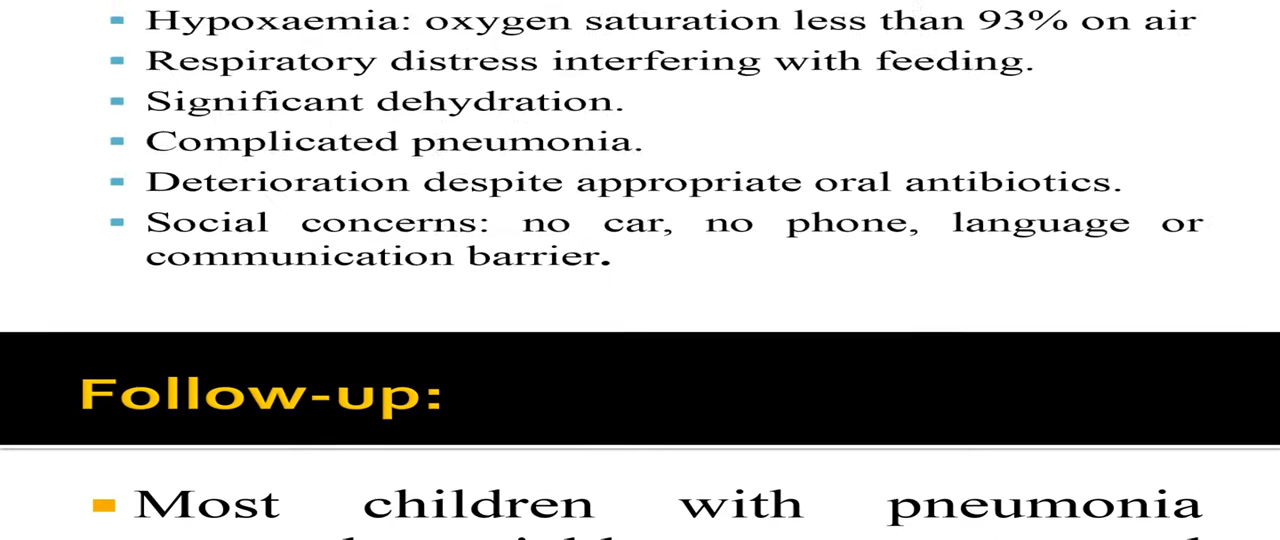 Hypoxaemia: oxygen saturation less than 93% on air
Respiratory distress interfering with feeding.
Significant dehydration.
Complicated pneumonia.
Deterioration despite appropriate oral antibiotics.
Social concerns: no car, no phone, language or
communication barrier.
Follow-up:
Most children with pneumonia